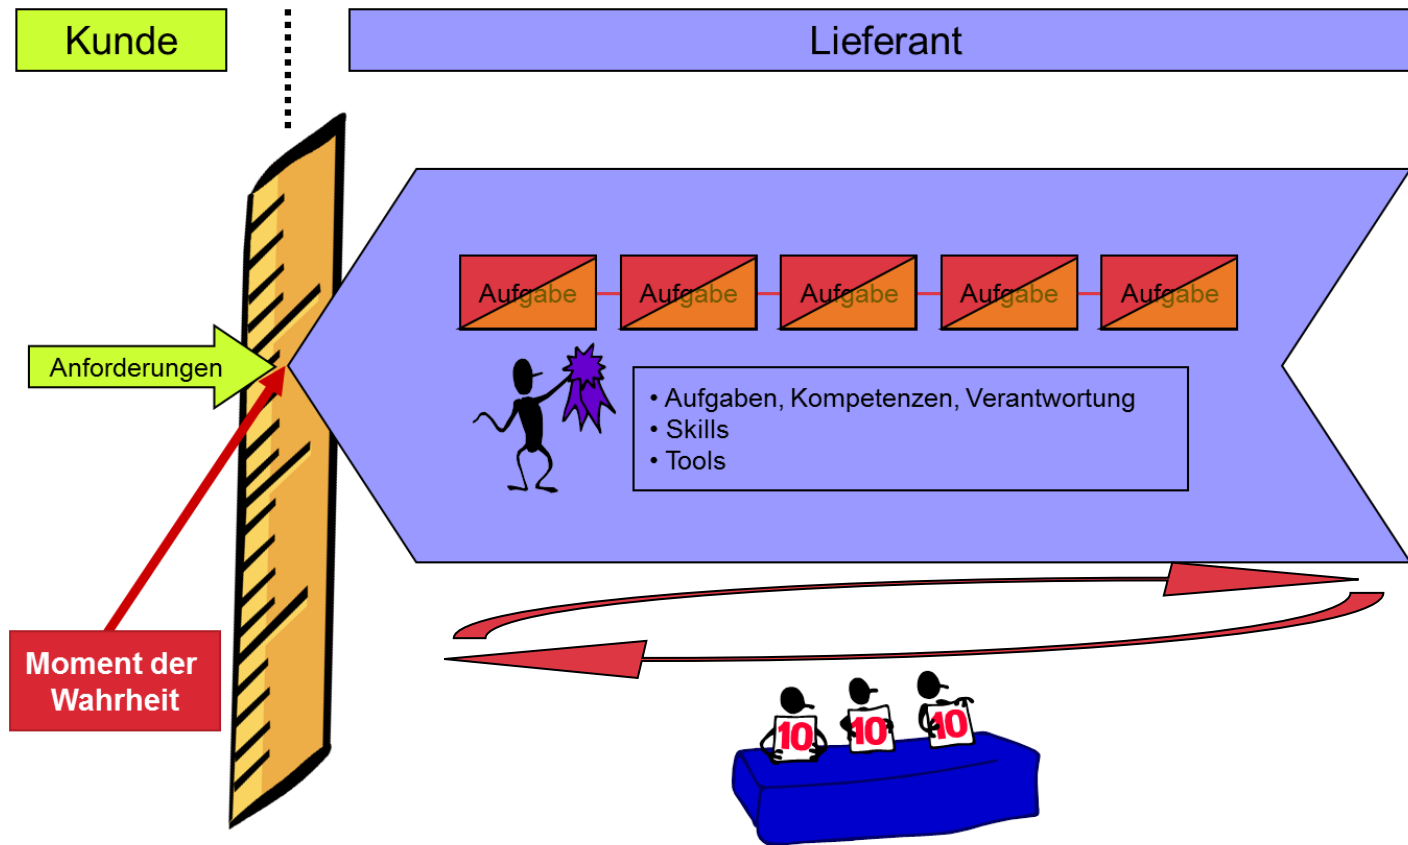 Kunde
Lieferant
Aufgabe
Aufgabe
Aufgabe
Aufgabe
Aufgabe
Anforderungen
• Aufgaben, Kompetenzen, Verantwortung
• Skills
• Tools
Moment der
Wahrheit
10
10
10